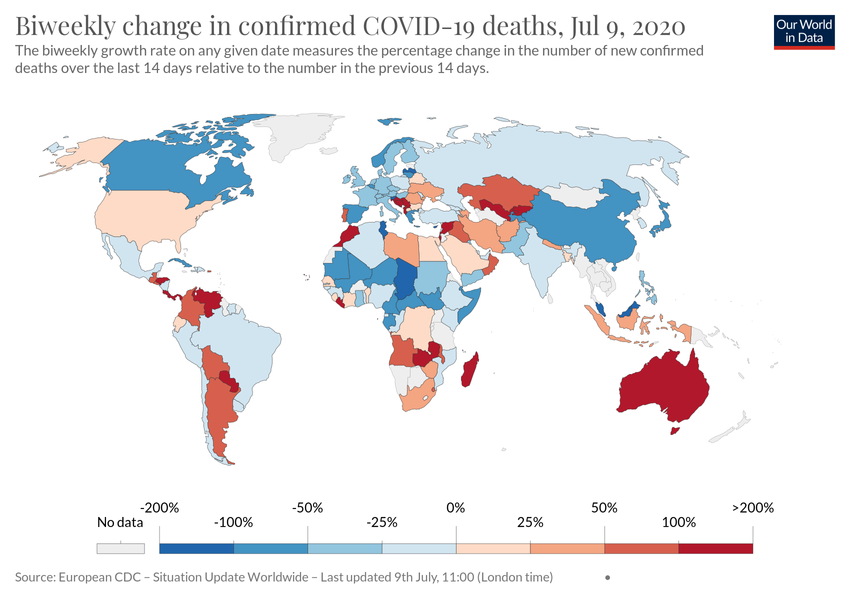 Biweekly change in confirmed COVID-19 deaths, Jul 9, 2020
Our World
in Data
The biweekly growth rate on any given date measures the percentage change in the number of new confirmed
deaths over the last 14 days relative to the number in the previous 14 days.
-200% -50% 0% 50% >200%
No data -100% -25% 25% 100%
Source: European CDC – Situation Update Worldwide – Last updated 9th July, 11:00 (London time) •